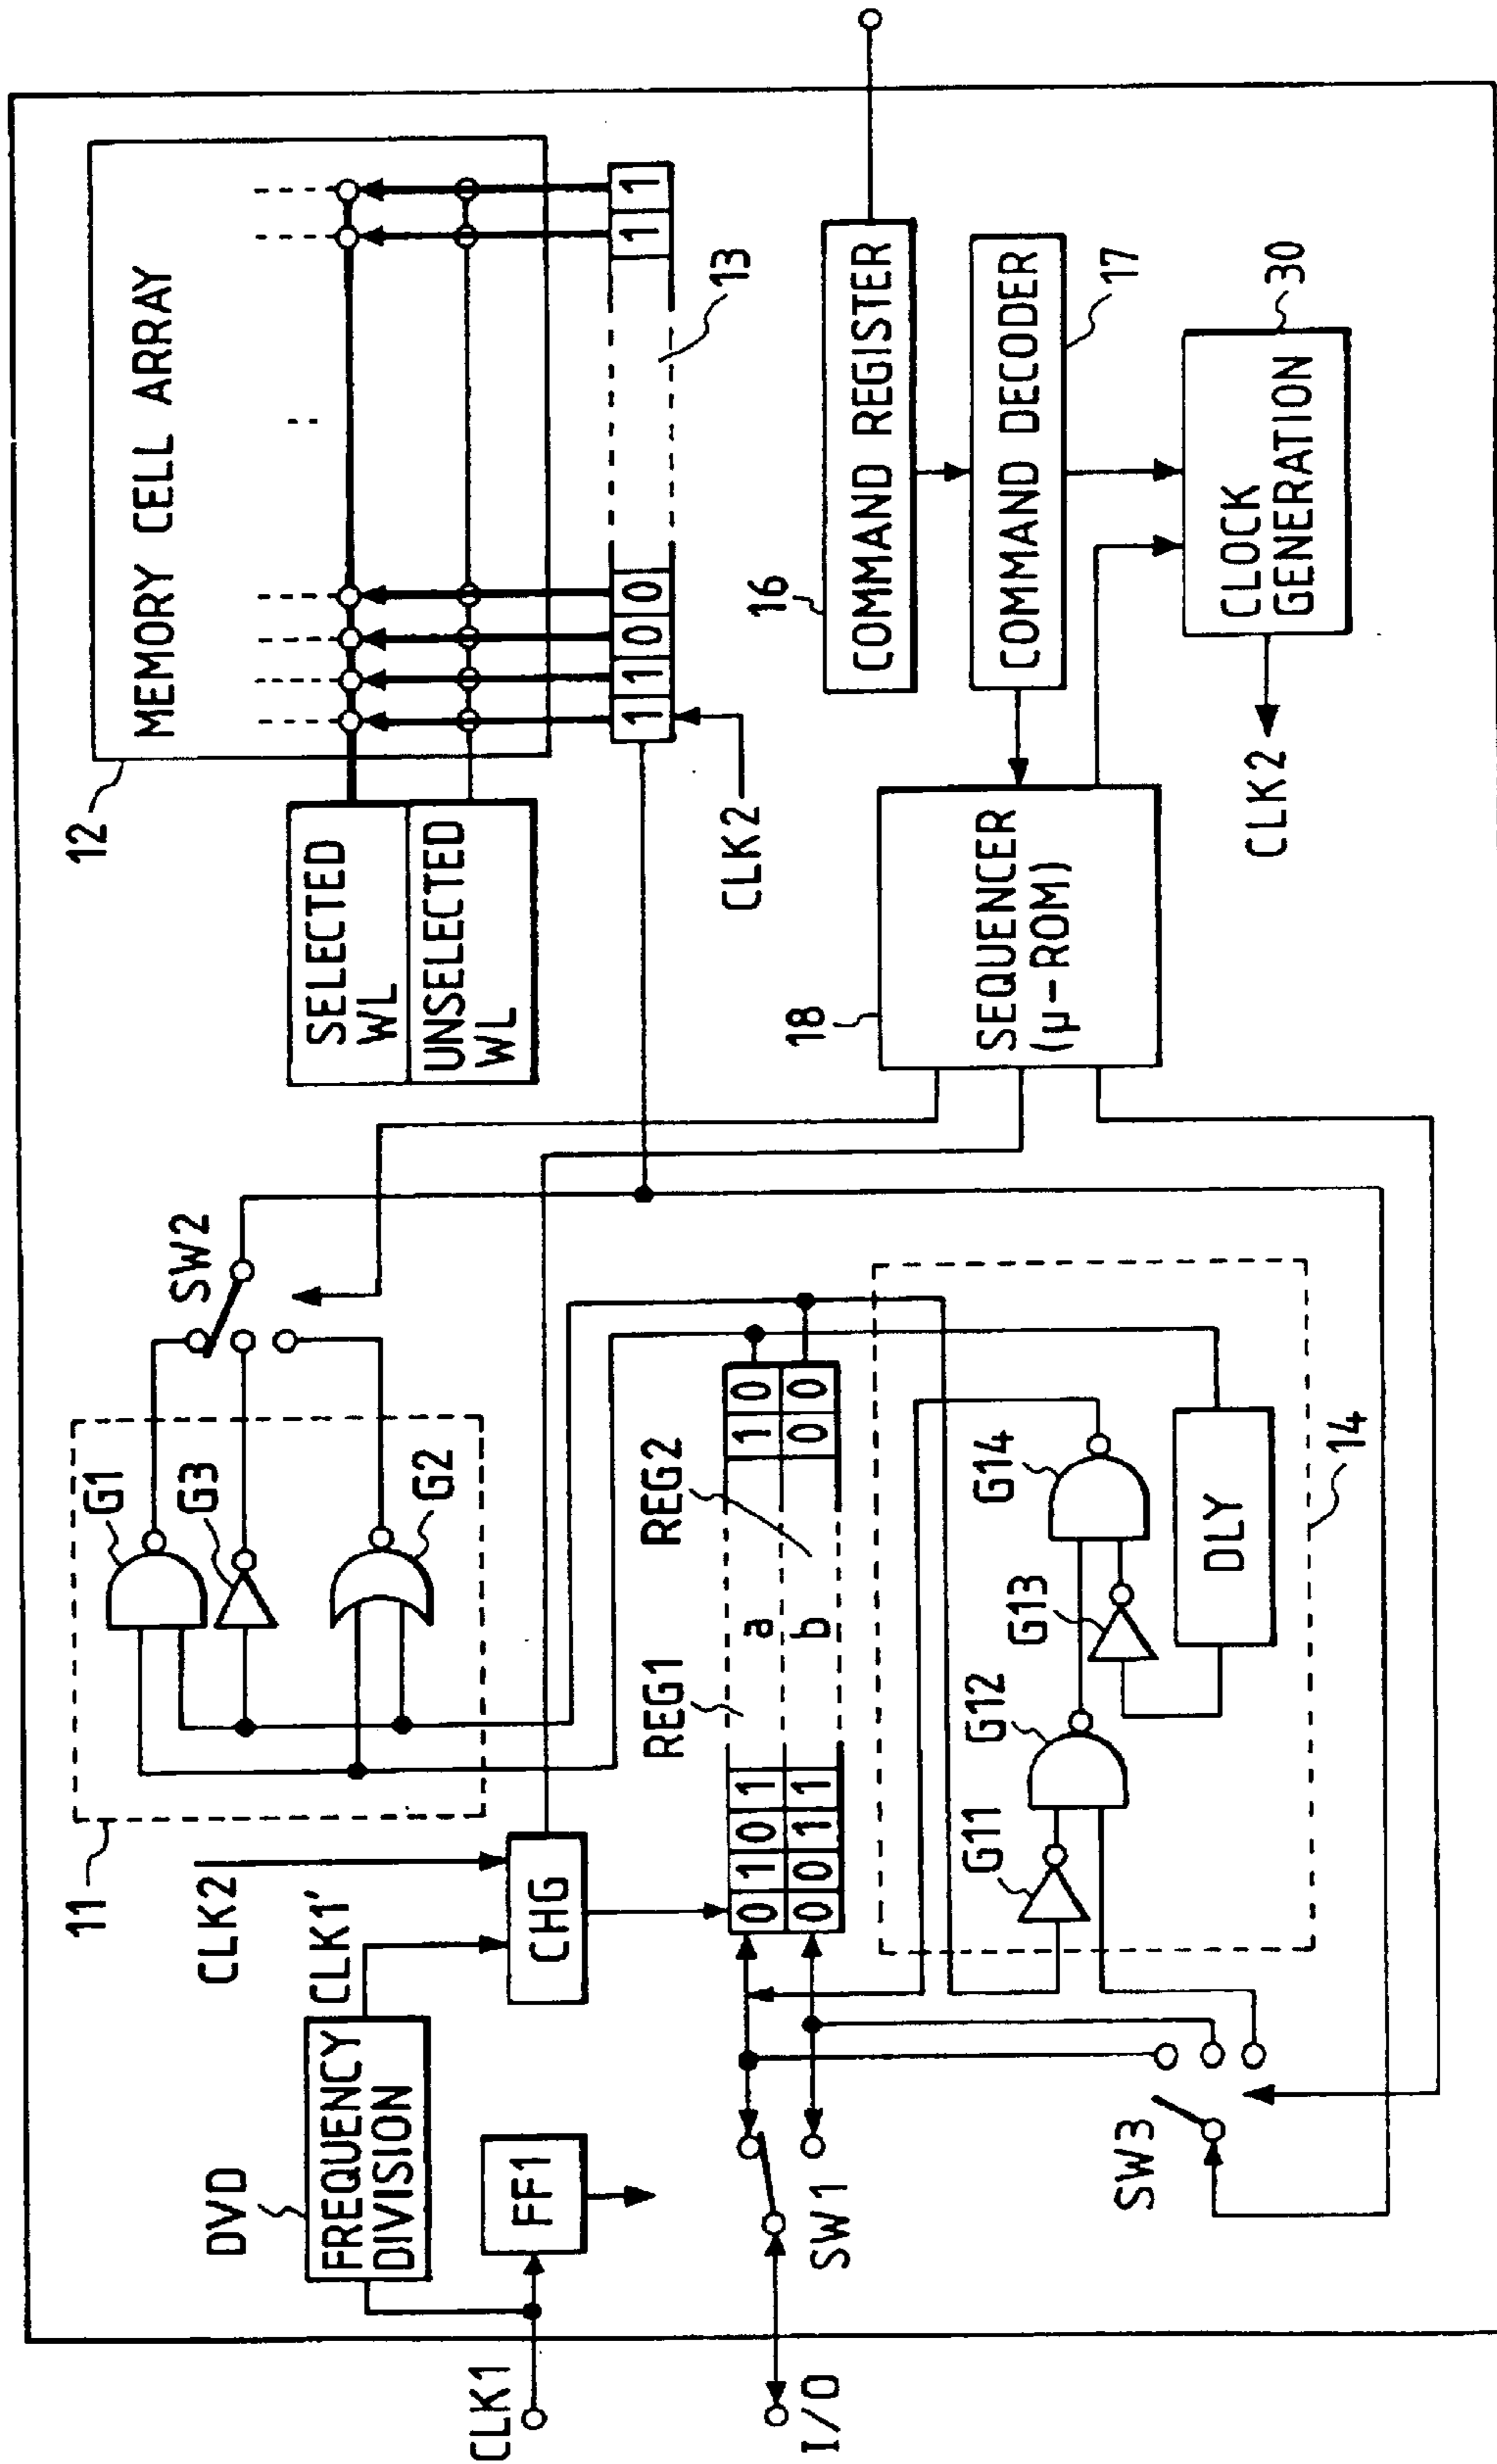 CLK1
I/O
DVD
FREQUENCY
DIVISION
FF1
CLK1'
CLK2
CHG
11
G1
G3
G2
SW2
SELECTED
WL
UNSELECTED
WL
12
MEMORY CELL ARRAY
1 1 0 0
1 1
13
CLK2
SW1
REG1
a
b
REG2
0 1 0 1
0 0 1 1
1 0
0 0
SW3
G11
G12
G13
G14
DLY
14
18
SEQUENCER
(μ-ROM)
16
COMMAND REGISTER
COMMAND DECODER
17
CLOCK
GENERATION
30
CLK2